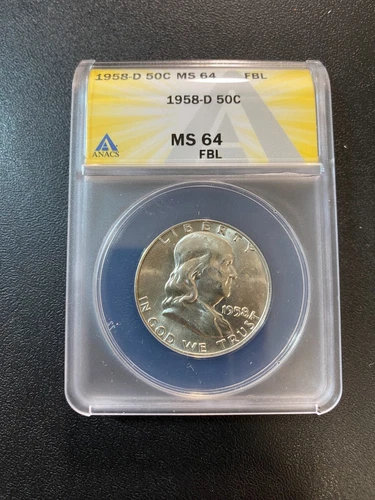 1958-D 50C MS 64 FBL
1958-D 50C
MS 64
FBL
ANACS
LIBERTY
1958
IN GOD WE TRUST